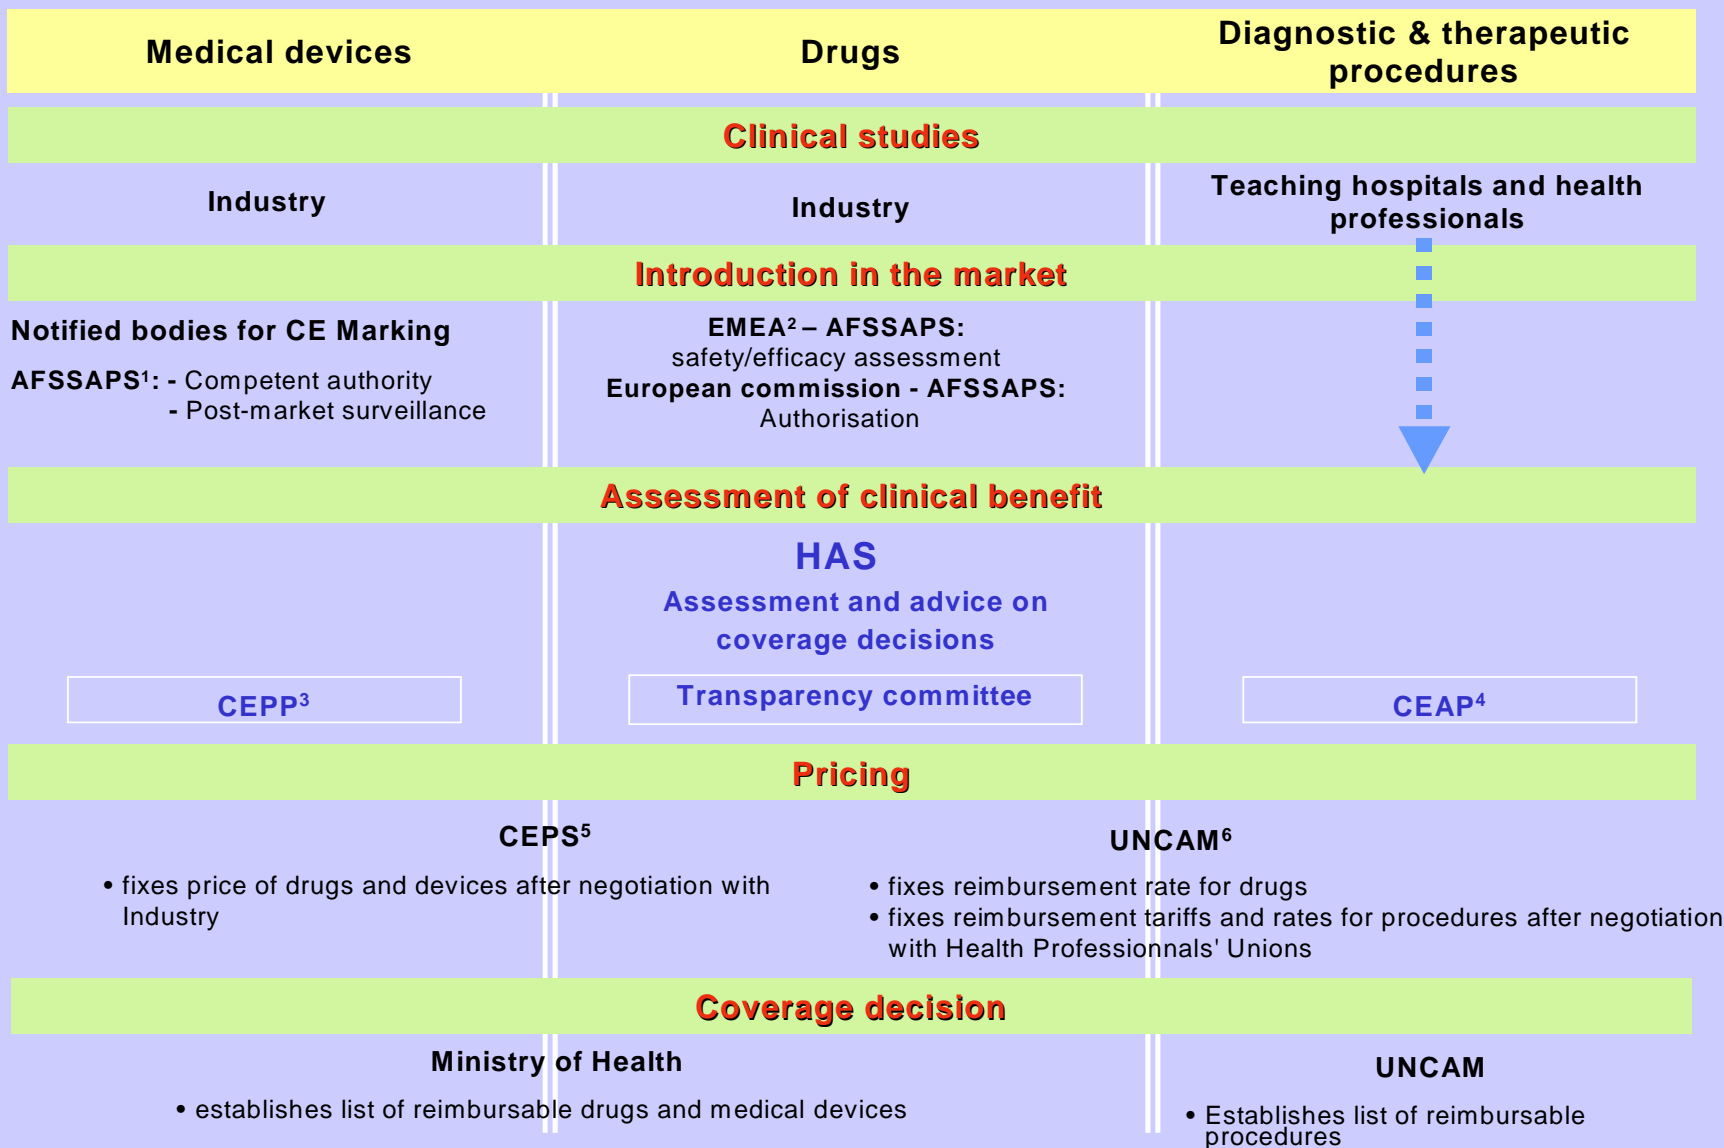 Medical devices
Drugs
Diagnostic & therapeutic
procedures
Clinical studies
Industry
Industry
Teaching hospitals and health
professionals
Introduction in the market
Notified bodies for CE Marking
AFSSAPS¹: - Competent authority
- Post-market surveillance
EMEA² – AFSSAPS:
safety/efficacy assessment
European commission - AFSSAPS:
Authorisation
Assessment of clinical benefit
HAS
Assessment and advice on
coverage decisions
CEPP³
Transparency committee
CEAP⁴
Pricing
CEPS⁵
• fixes price of drugs and devices after negotiation with
Industry
UNCAM⁶
• fixes reimbursement rate for drugs
• fixes reimbursement tariffs and rates for procedures after negotiation
with Health Professionnals' Unions
Coverage decision
Ministry of Health
• establishes list of reimbursable drugs and medical devices
UNCAM
• Establishes list of reimbursable
procedures